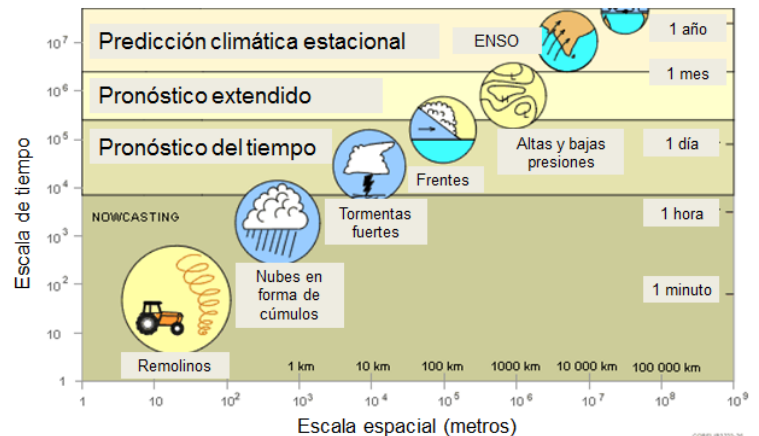 10⁷
Predicción climática estacional
ENSO
1 año
1 mes
10⁶
Pronóstico extendido
10⁵
Pronóstico del tiempo
Altas y bajas
presiones
1 día
Frentes
10⁴
NOWCASTING
Tormentas
fuertes
1 hora
10³
Nubes en
forma de
cúmulos
10²
1 minuto
10
Remolinos
1 km
10 km
100 km
1000 km
10 000 km
100 000 km
1
Escala de tiempo
1
10
10²
10³
10⁴
10⁵
10⁶
10⁷
10⁸
10⁹
Escala espacial (metros)